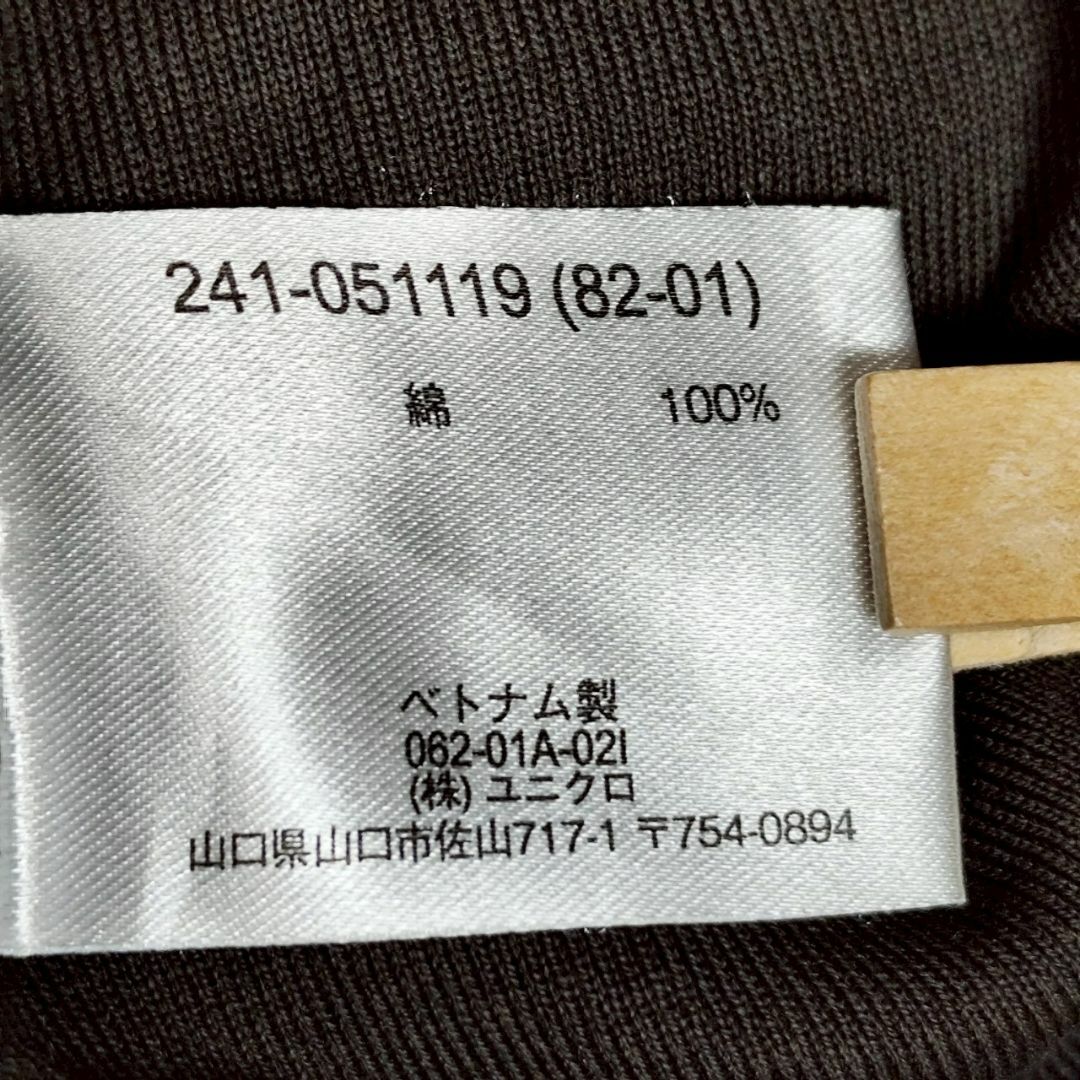 241-051119 (82-01)
綿 100%
ベトナム製
062-01A-02I
(株) ユニクロ
山口県山口市佐山717-1 〒754-0894